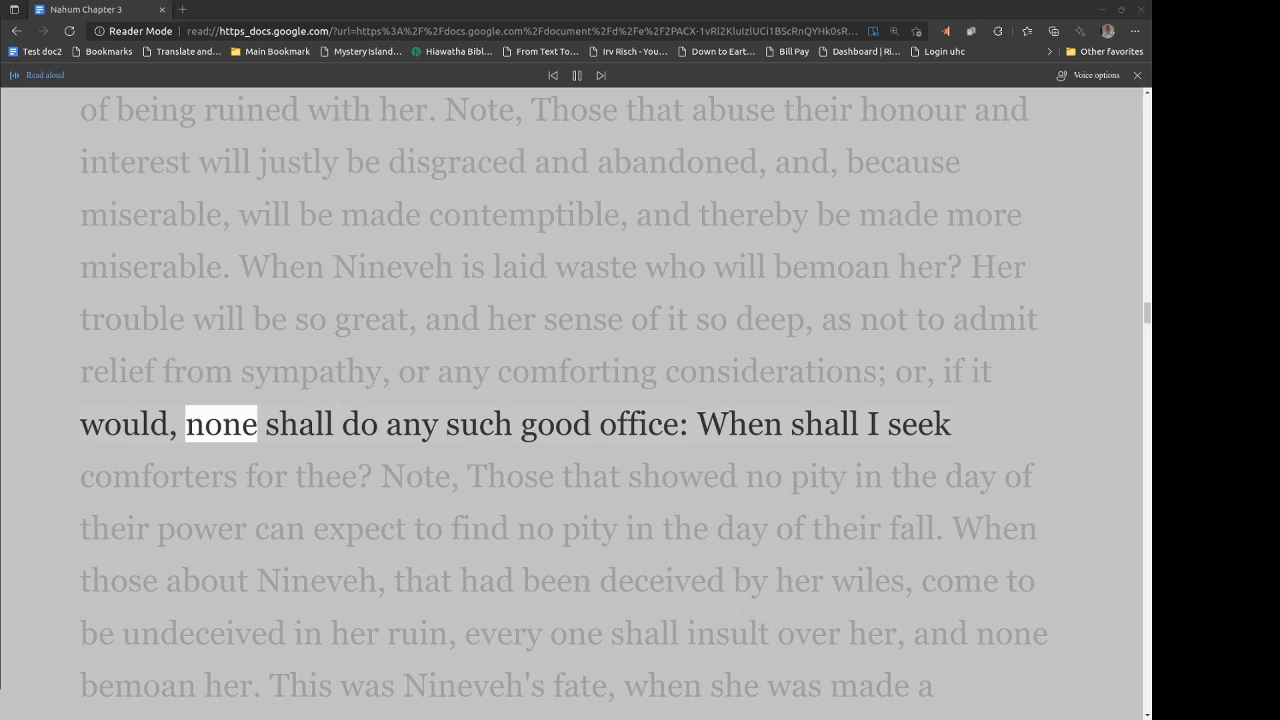 Nahum Chapter 3
Reader Mode read://https_docs.google.com/?url=https%3A%2F%2Fdocs.google.com%2Fdocument%2Fd%2Fe%2F2PACX-1vRl2KluIzlUCi1BScRnQYHk0sR...
Test doc2 Bookmarks Translate and... Main Bookmark Mystery Island... Hiawatha Bibl... From Text To... Irv Risch - You... Down to Eart... Bill Pay Dashboard | Ri... Login uhc Other favorites
Read aloud Voice options
of being ruined with her. Note, Those that abuse their honour and
interest will justly be disgraced and abandoned, and, because
miserable, will be made contemptible, and thereby be made more
miserable. When Nineveh is laid waste who will bemoan her? Her
trouble will be so great, and her sense of it so deep, as not to admit
relief from sympathy, or any comforting considerations; or, if it
would, none shall do any such good office: When shall I seek
comforters for thee? Note, Those that showed no pity in the day of
their power can expect to find no pity in the day of their fall. When
those about Nineveh, that had been deceived by her wiles, come to
be undeceived in her ruin, every one shall insult over her, and none
bemoan her. This was Nineveh's fate, when she was made a